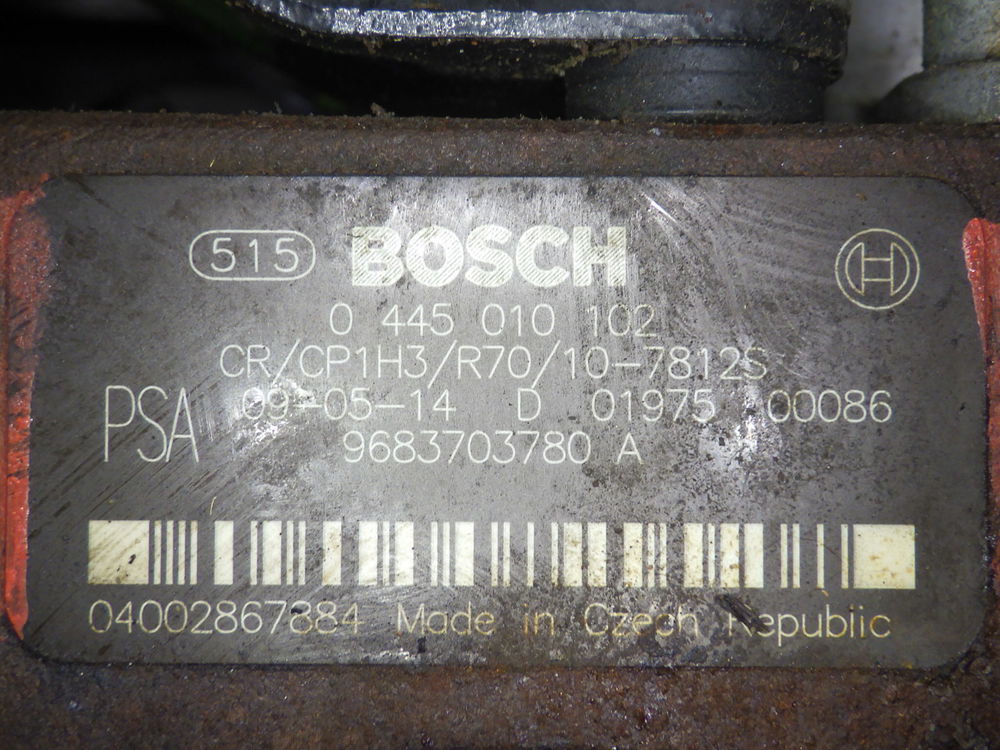 515 BOSCH
0 445 010 102
CR/CP1H3/R70/10-7812S
PSA 09-05-14 D 01975 00086
9683703780 A
04002867884 Made in Czech Republic